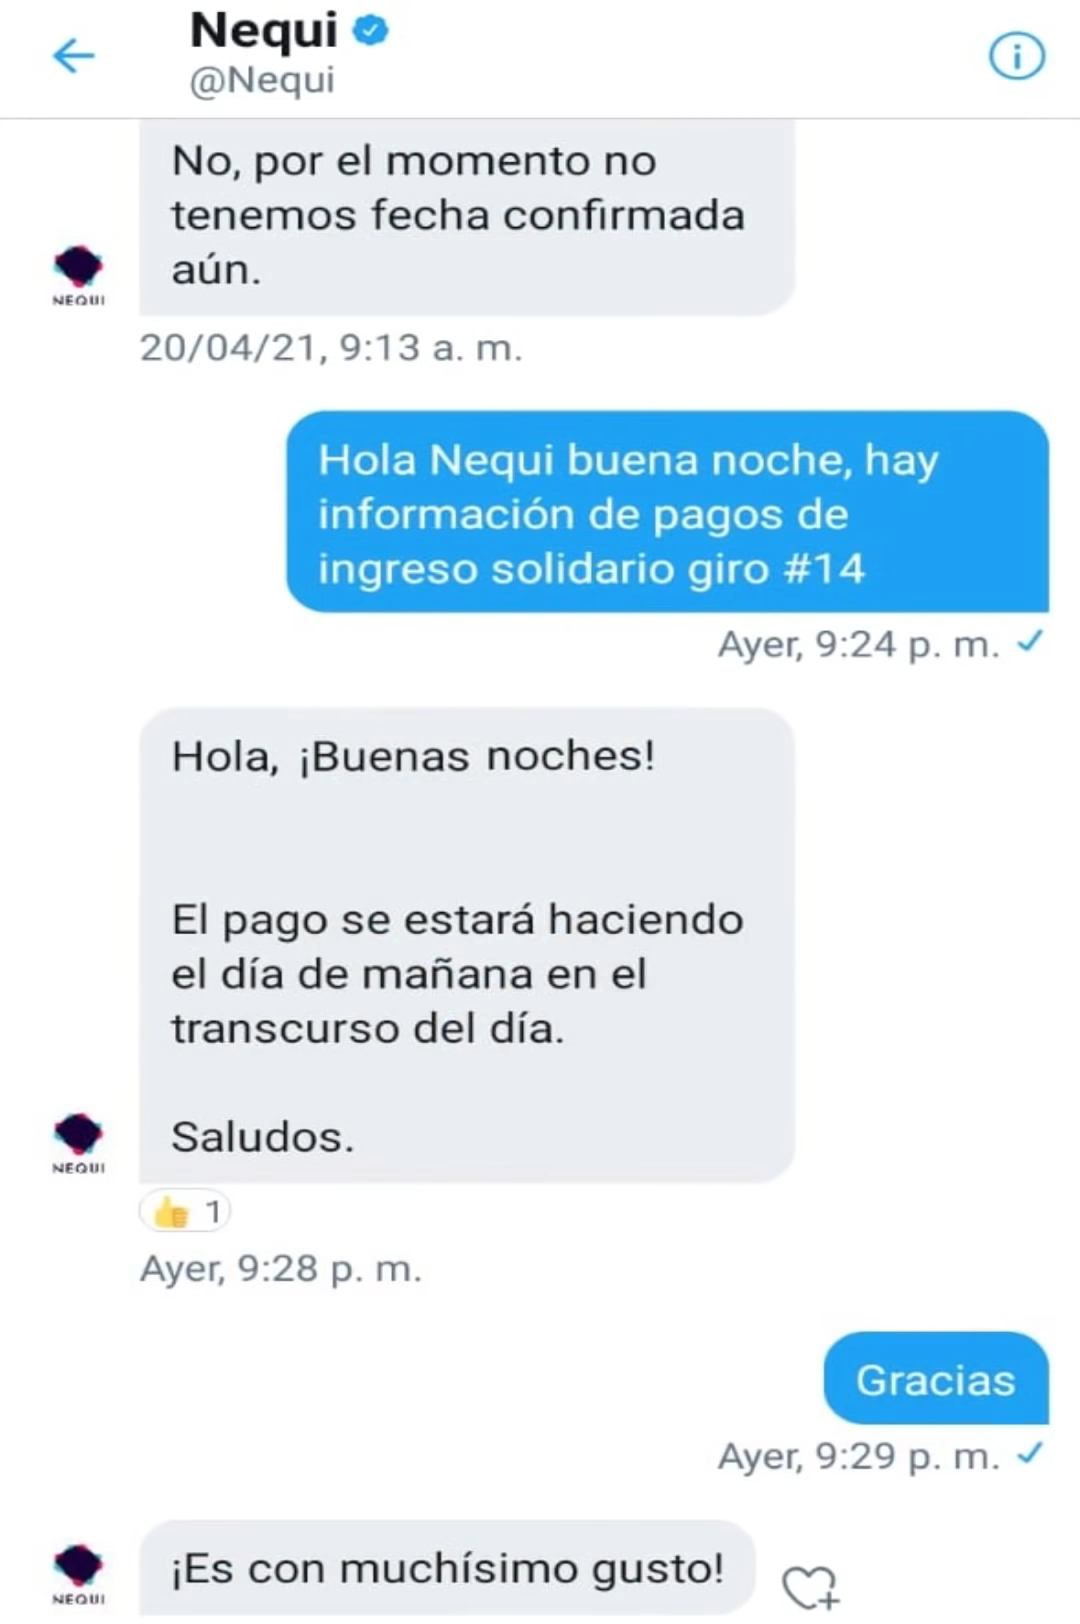 Nequi
@Nequi
No, por el momento no
tenemos fecha confirmada
aún.
NEQUI
20/04/21, 9:13 a. m.
Hola Nequi buena noche, hay
información de pagos de
ingreso solidario giro #14
Ayer, 9:24 p. m.
Hola, ¡Buenas noches!
El pago se estará haciendo
el día de mañana en el
transcurso del día.
Saludos.
NEQUI
1
Ayer, 9:28 p. m.
Gracias
Ayer, 9:29 p. m.
¡Es con muchísimo gusto!
NEQUI